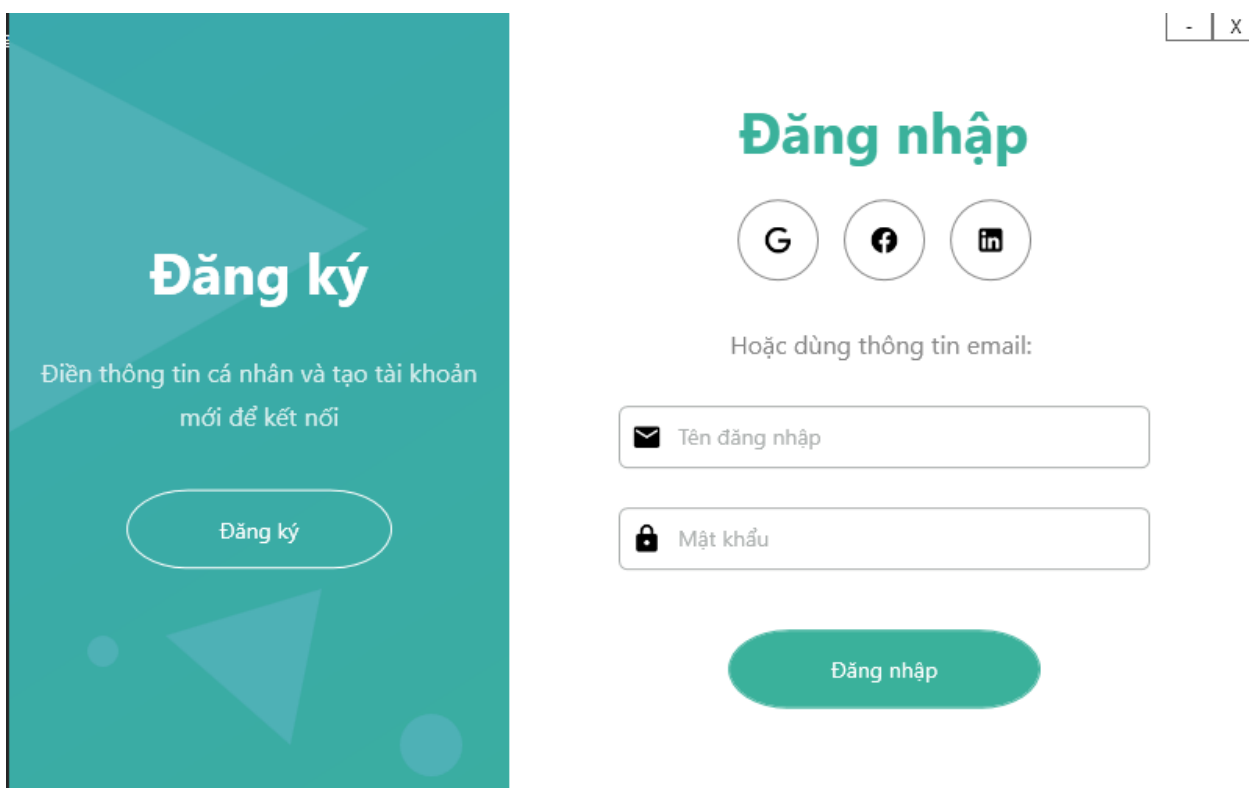 - X
Đăng ký
Điền thông tin cá nhân và tạo tài khoản
mới để kết nối
Đăng ký
Đăng nhập
G f in
Hoặc dùng thông tin email:
Tên đăng nhập
Mật khẩu
Đăng nhập